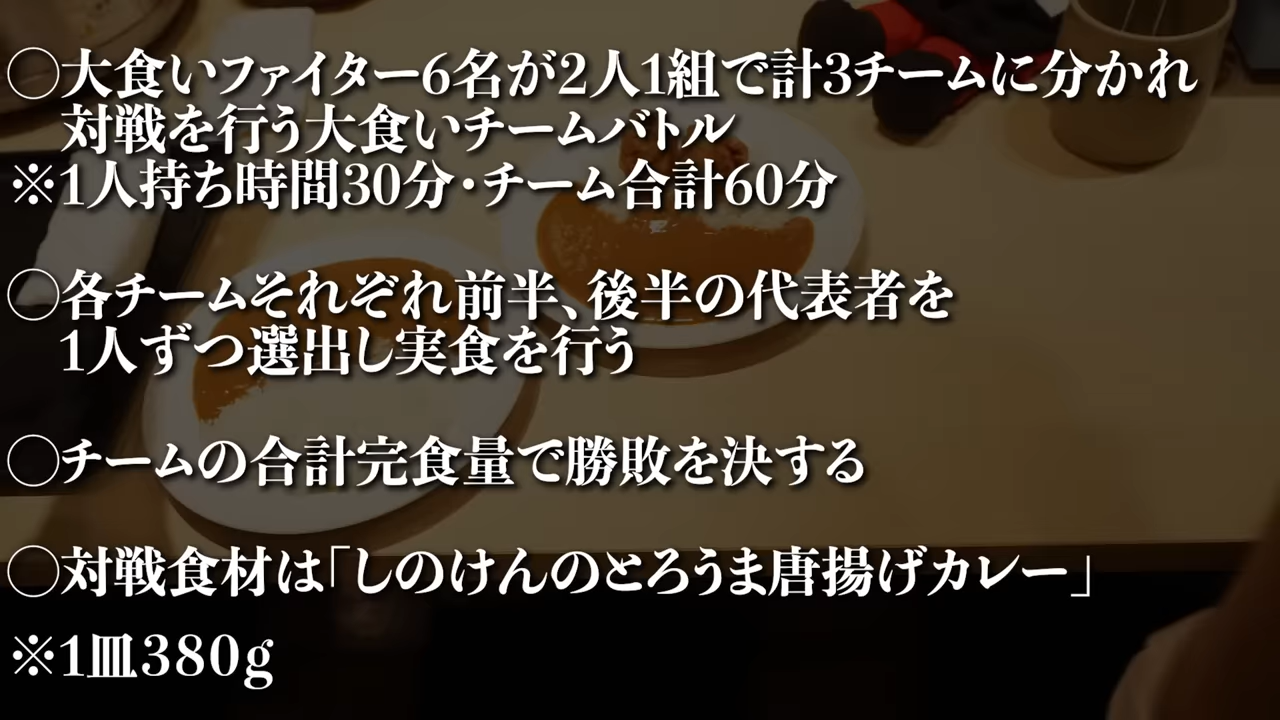 ○大食いファイター6名が2人1組で計3チームに分かれ
対戦を行う大食いチームバトル
※1人持ち時間30分・チーム合計60分
○各チームそれぞれ前半、後半の代表者を
1人ずつ選出し実食を行う
○チームの合計完食量で勝敗を決する
○対戦食材は「しのけんのとろうま唐揚げカレー」
※1皿380g